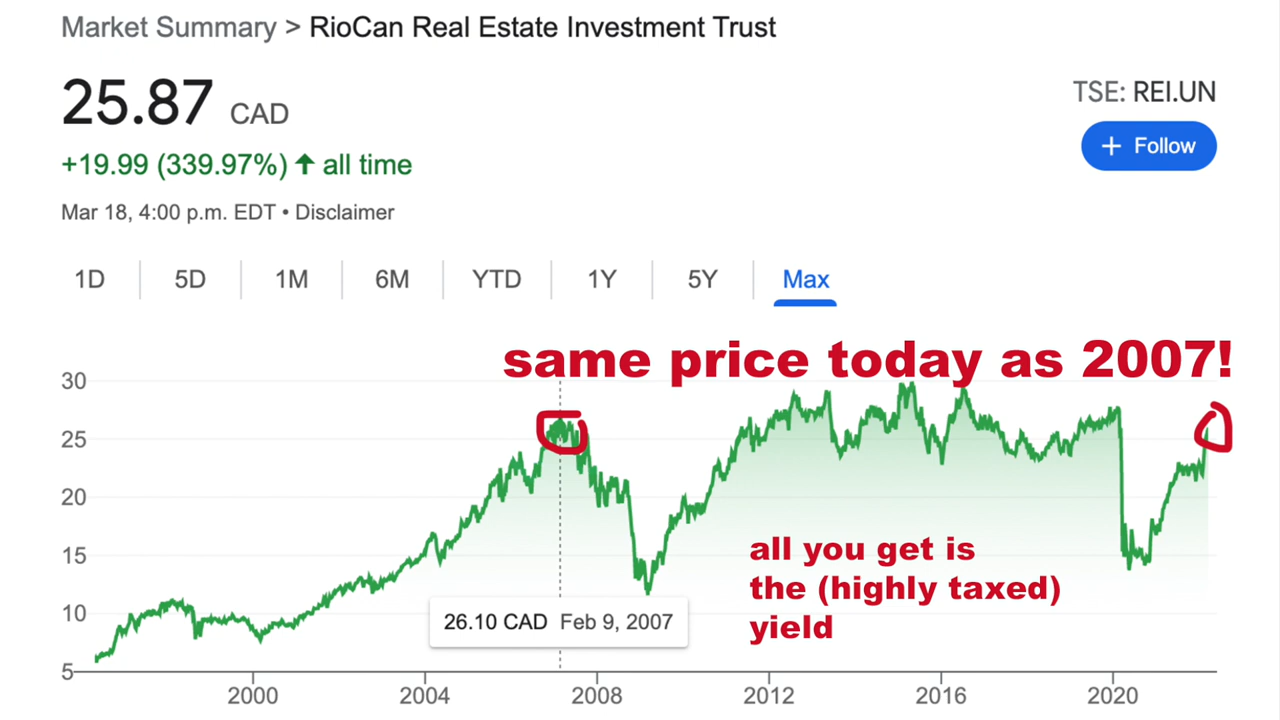 Market Summary > RioCan Real Estate Investment Trust
25.87 CAD
TSE: REI.UN
+ Follow
+19.99 (339.97%) ↑ all time
Mar 18, 4:00 p.m. EDT • Disclaimer
1D 5D 1M 6M YTD 1Y 5Y Max
same price today as 2007!
30
25
20
15
10
5
all you get is
the (highly taxed)
yield
26.10 CAD Feb 9, 2007
2000 2004 2008 2012 2016 2020